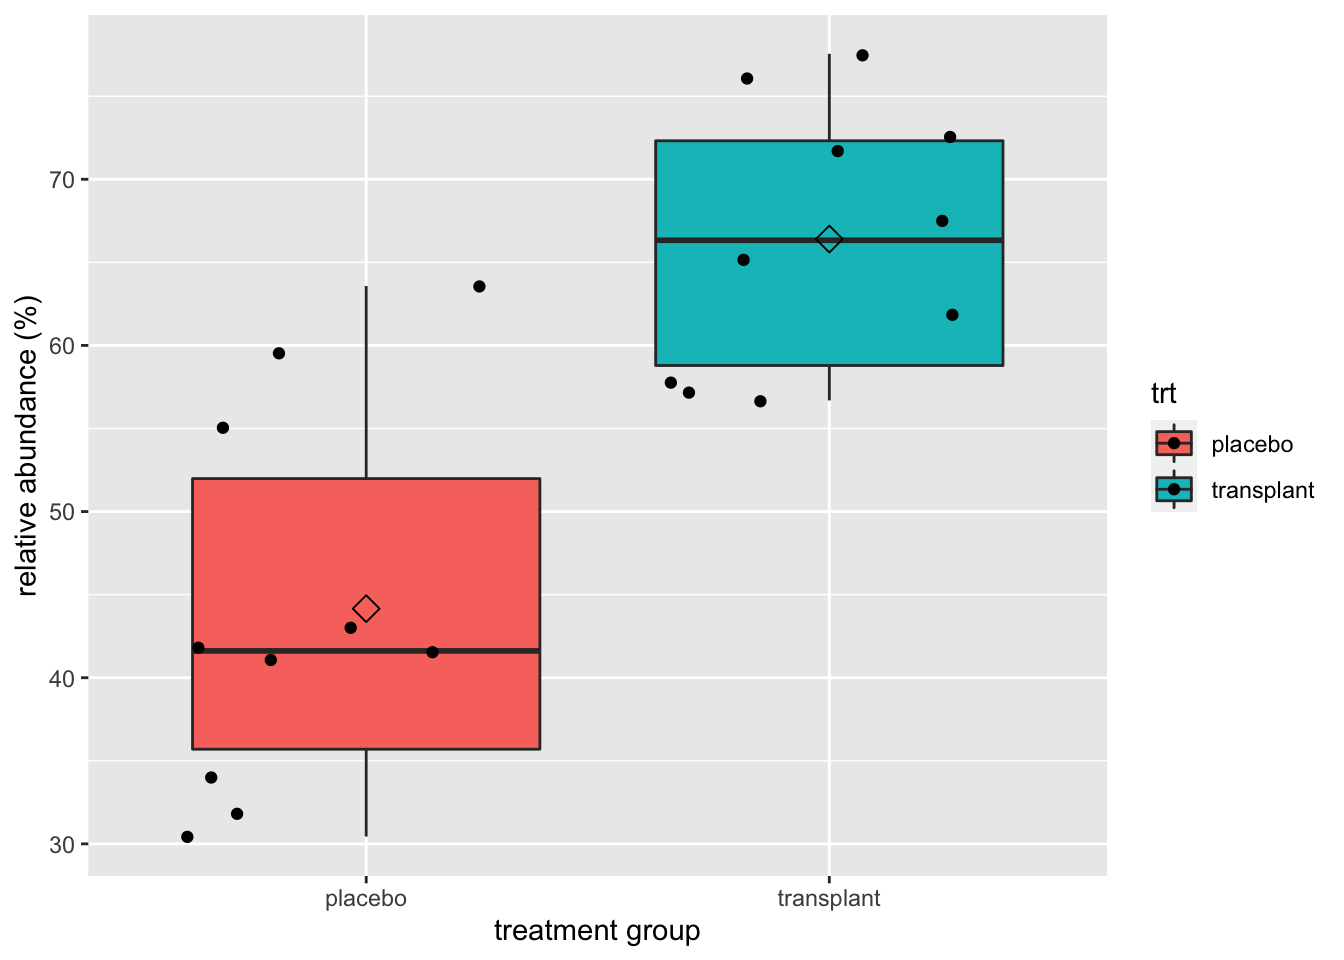 relative abundance (%)
70
60
50
40
30
placebo
transplant
treatment group
trt
placebo
transplant